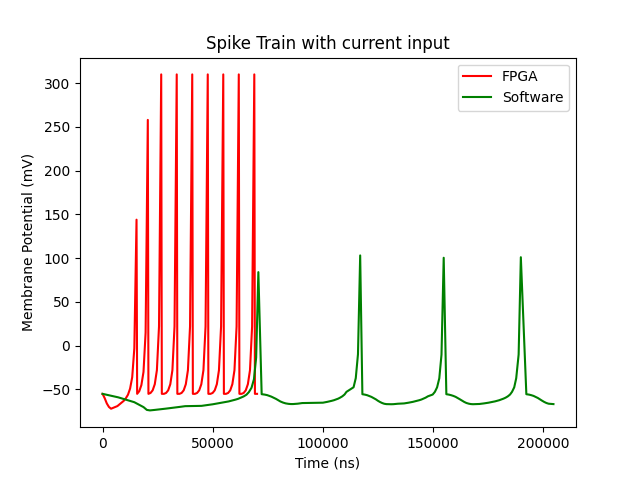 Spike Train with current input
FPGA
Software
Membrane Potential (mV)
300
250
200
150
100
50
0
−50
0
50000
100000
150000
200000
Time (ns)